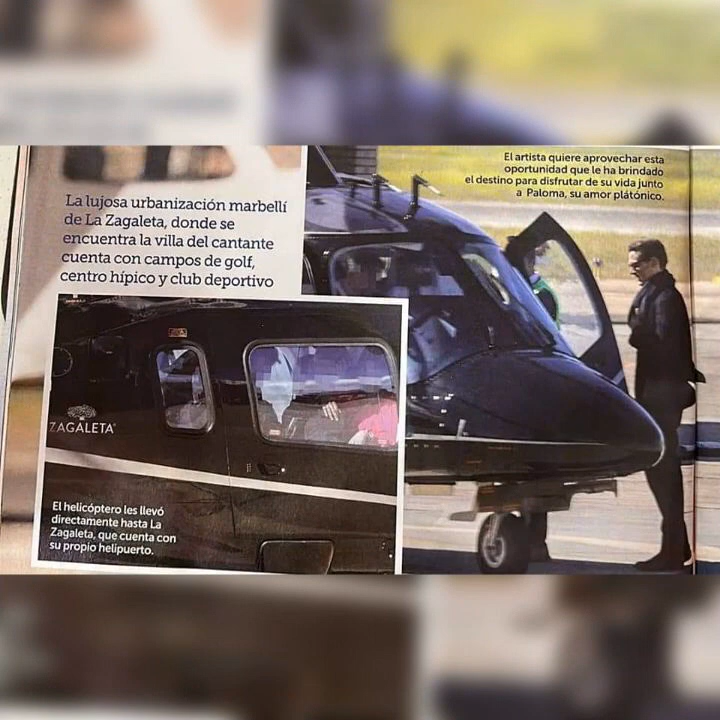 La lujosa urbanización marbellí
de La Zagaleta, donde se
encuentra la villa del cantante
cuenta con campos de golf,
centro hípico y club deportivo
El artista quiere aprovechar esta
oportunidad que le ha brindado
el destino para disfrutar de su vida junto
a Paloma, su amor plátónico.
ZAGALETA
El helicóptero les llevó
directamente hasta La
Zagaleta, que cuenta con
su propio helipuerto.